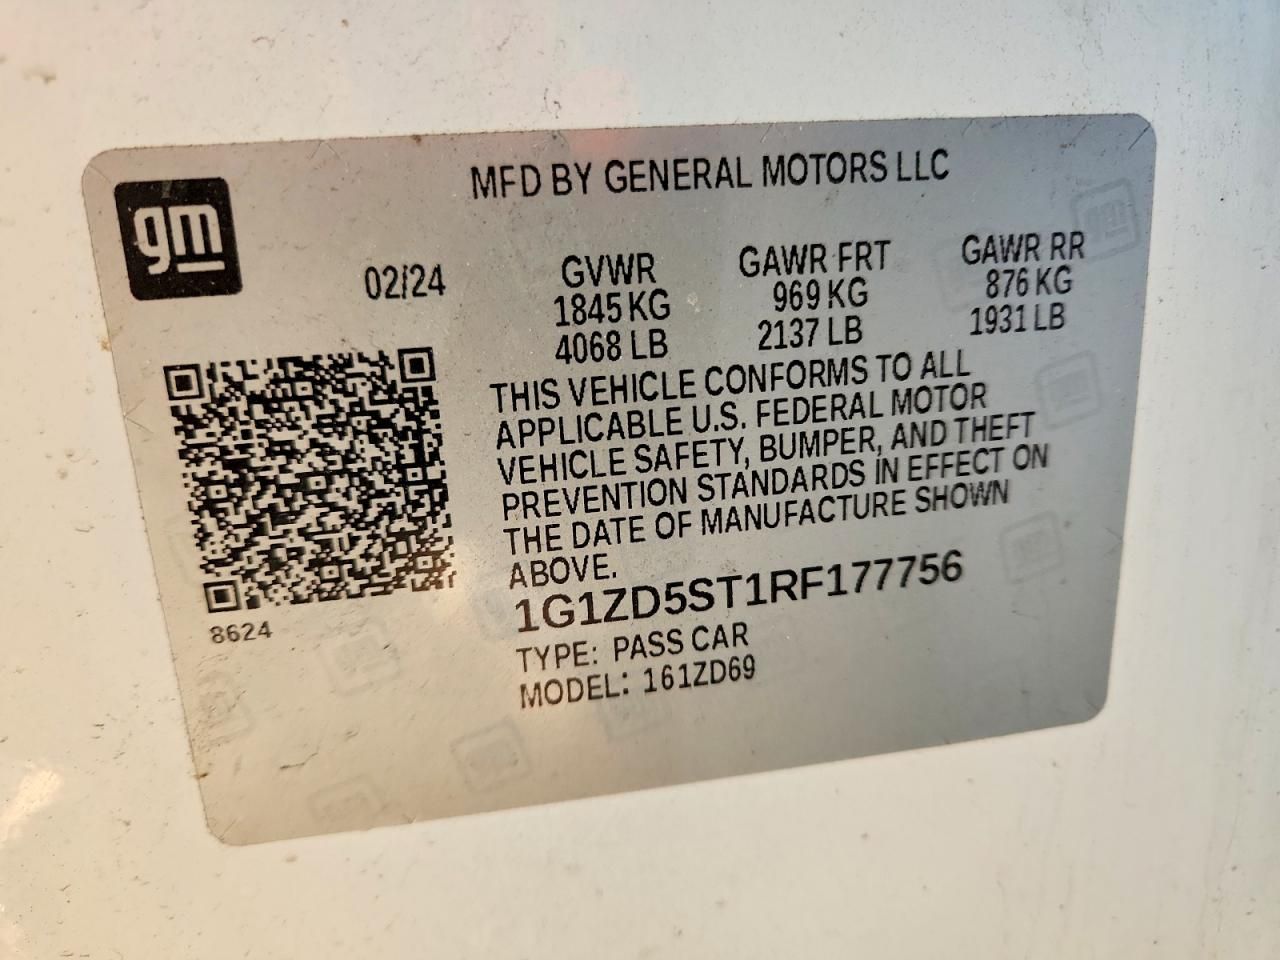 gm
MFD BY GENERAL MOTORS LLC
02/24
GVWR
1845 KG
4068 LB
GAWR FRT
969 KG
2137 LB
GAWR RR
876 KG
1931 LB
THIS VEHICLE CONFORMS TO ALL
APPLICABLE U.S. FEDERAL MOTOR
VEHICLE SAFETY, BUMPER, AND THEFT
PREVENTION STANDARDS IN EFFECT ON
THE DATE OF MANUFACTURE SHOWN
ABOVE.
1G1ZD5ST1RF177756
TYPE: PASS CAR
MODEL: 161ZD69
8624